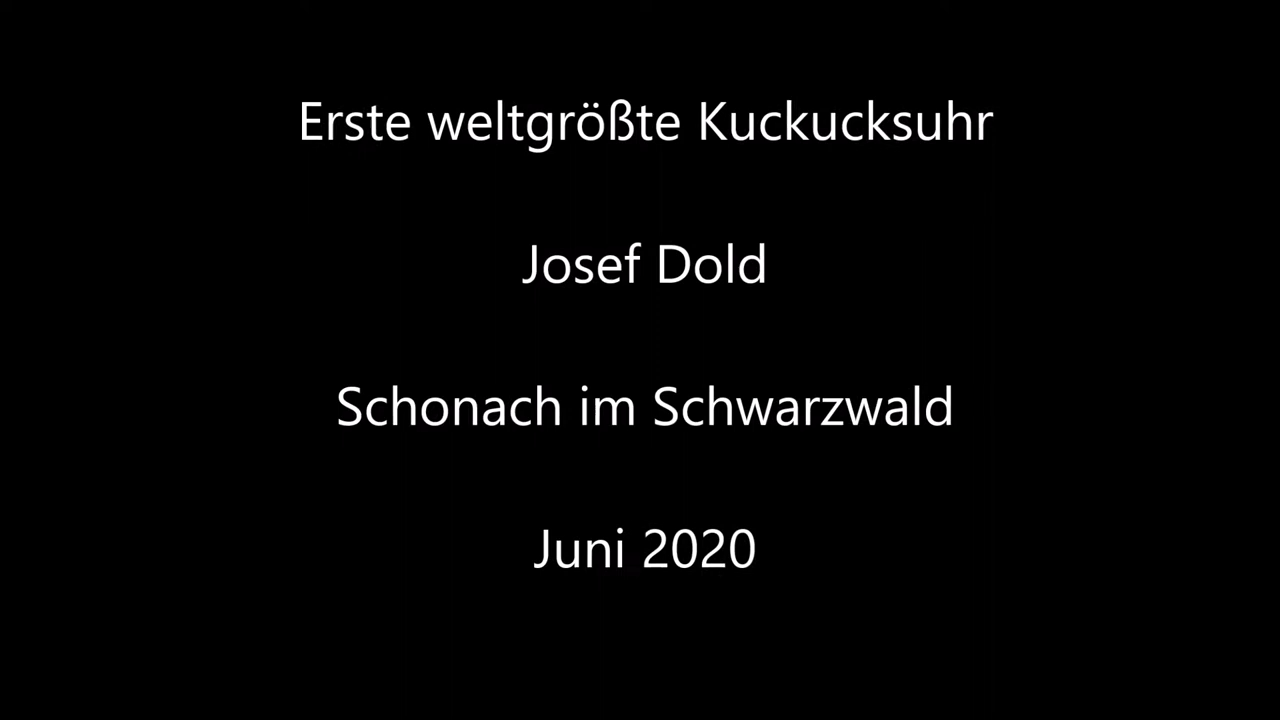 Erste weltgrößte Kuckucksuhr
Josef Dold
Schonach im Schwarzwald
Juni 2020